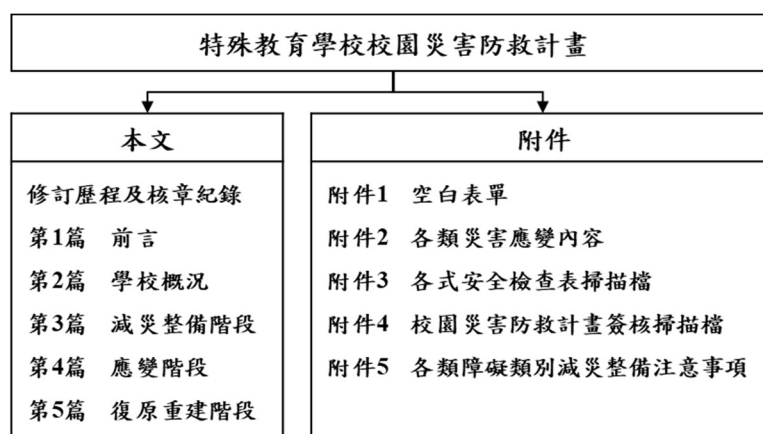 特殊教育學校校園災害防救計畫
本文
修訂歷程及核章紀錄
第1篇 前言
第2篇 學校概況
第3篇 減災整備階段
第4篇 應變階段
第5篇 復原重建階段
附件
附件1 空白表單
附件2 各類災害應變內容
附件3 各式安全檢查表掃描檔
附件4 校園災害防救計畫簽核掃描檔
附件5 各類障礙類別減災整備注意事項